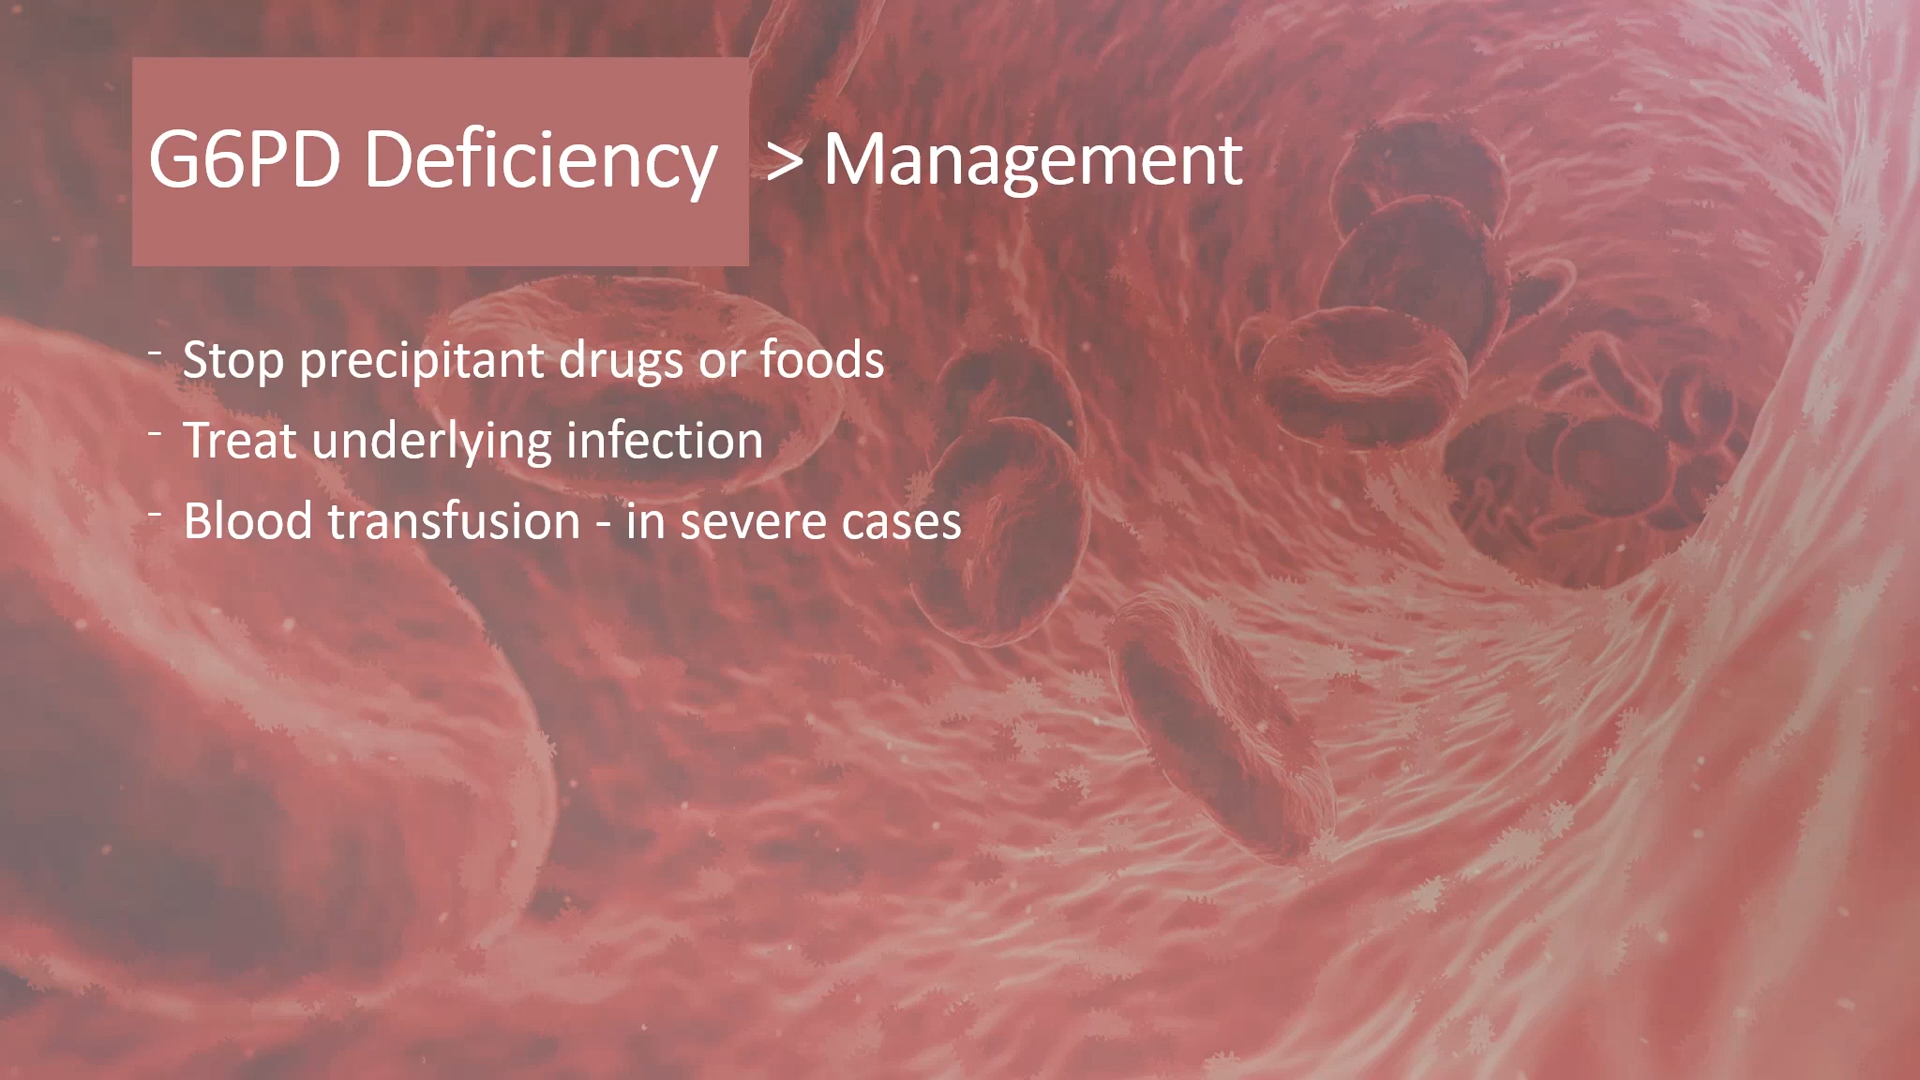 G6PD Deficiency > Management
- Stop precipitant drugs or foods
- Treat underlying infection
- Blood transfusion - in severe cases